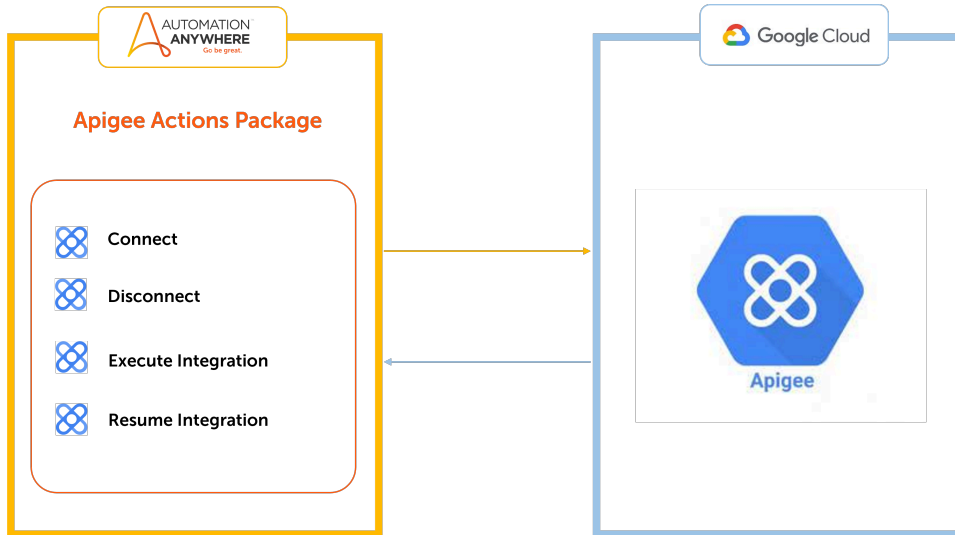 AUTOMATION
ANYWHERE
Go be great.
Google Cloud
Apigee Actions Package
Connect
Disconnect
Execute Integration
Resume Integration
Apigee